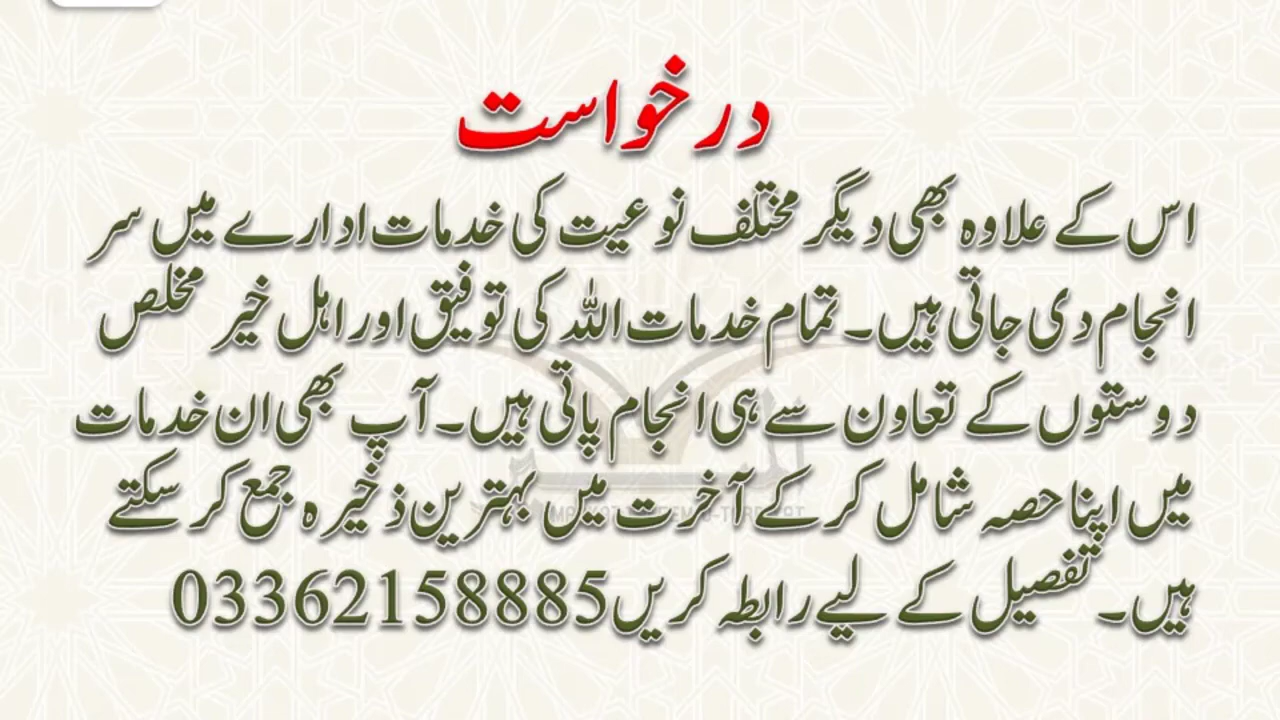 درخواست
اس کے علاوہ بھی دیگر مختلف نوعیت کی خدمات ادارے میں سر
انجام دی جاتی ہیں۔ تمام خدمات اللہ کی توفیق اور اہل خیر مخلص
دوستوں کے تعاون سے ہی انجام پاتی ہیں۔ آپ بھی ان خدمات
میں اپنا حصہ شامل کر کے آخرت میں بہترین ذخیرہ جمع کر سکتے
ہیں۔ تفصیل کے لیے رابطہ کریں03362158885